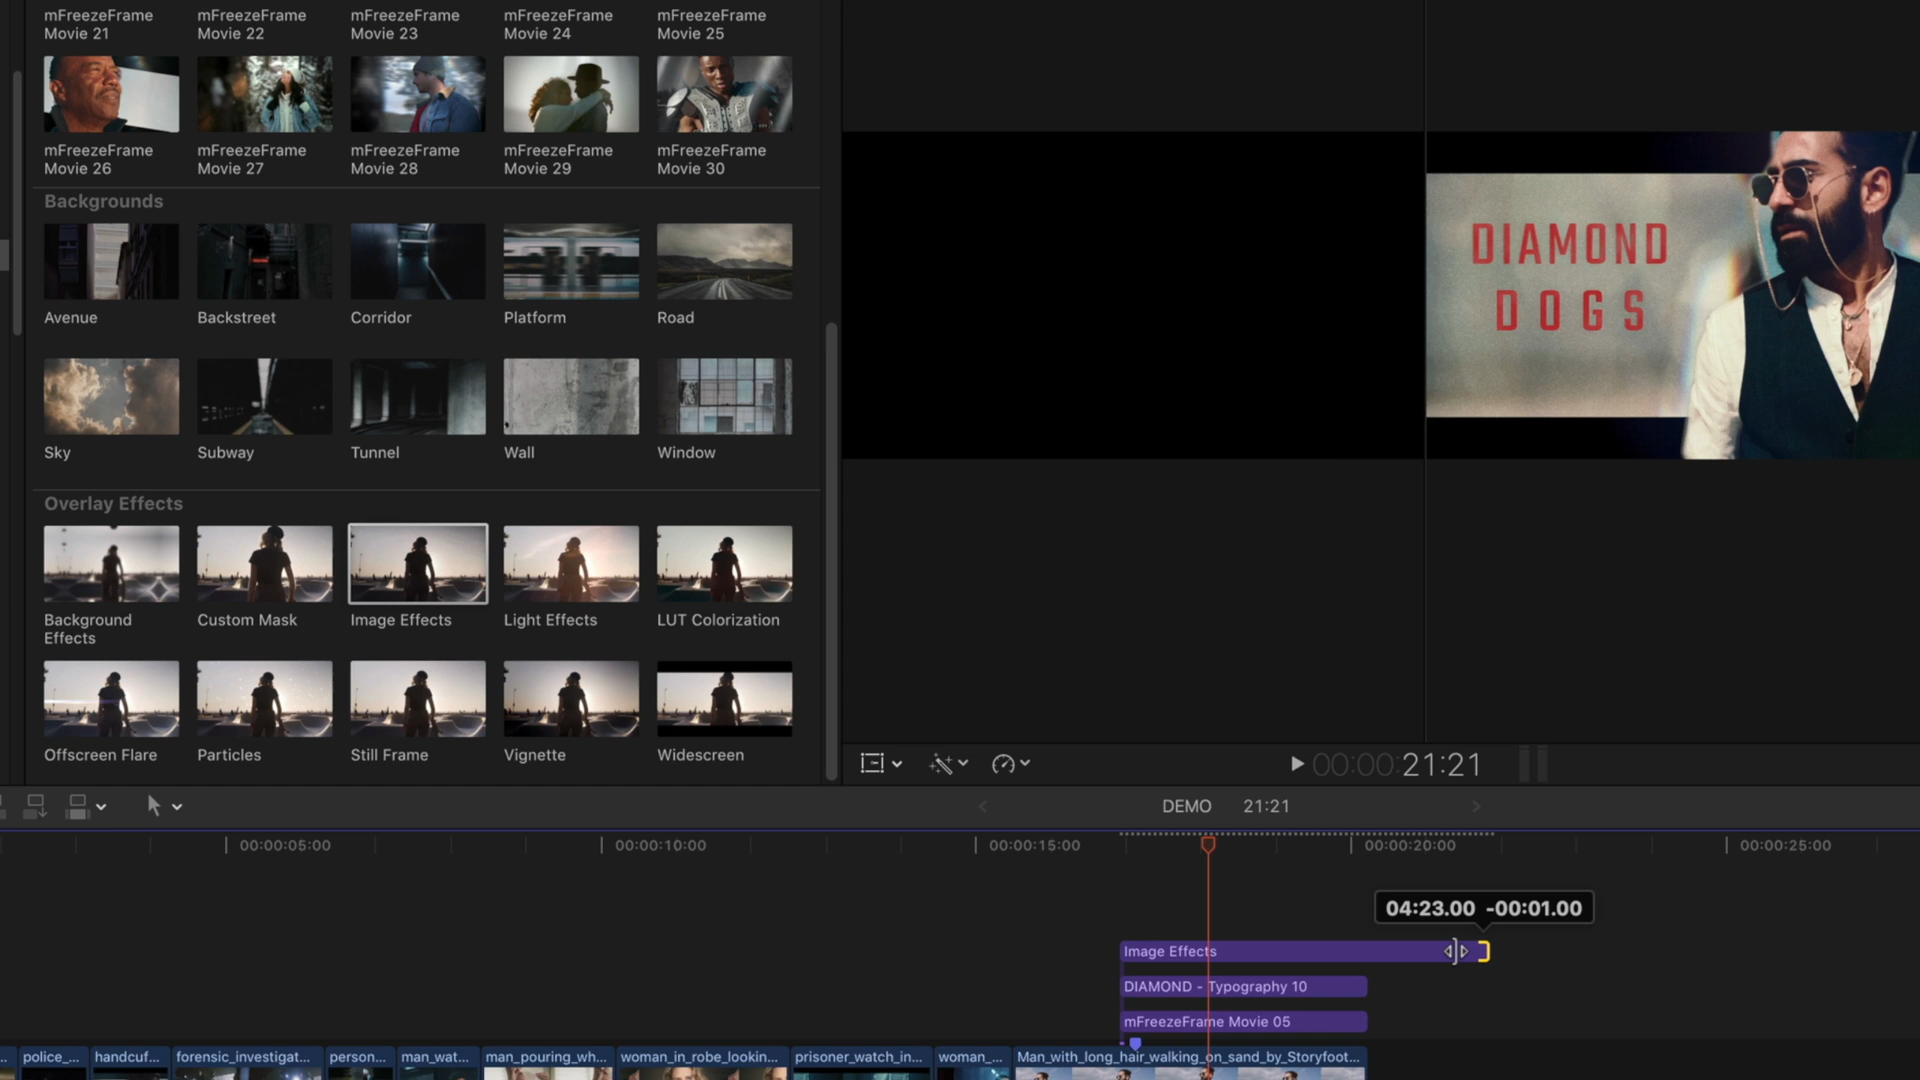 mFreezeFrame
Movie 21
mFreezeFrame
Movie 22
mFreezeFrame
Movie 23
mFreezeFrame
Movie 24
mFreezeFrame
Movie 25
mFreezeFrame
Movie 26
mFreezeFrame
Movie 27
mFreezeFrame
Movie 28
mFreezeFrame
Movie 29
mFreezeFrame
Movie 30
Backgrounds
Avenue
Backstreet
Corridor
Platform
Road
Sky
Subway
Tunnel
Wall
Window
Overlay Effects
Background
Effects
Custom Mask
Image Effects
Light Effects
LUT Colorization
Offscreen Flare
Particles
Still Frame
Vignette
Widescreen
DIAMOND
DOGS
00:00:21:21
DEMO 21:21
00:00:05:00
00:00:10:00
00:00:15:00
00:00:20:00
00:00:25:00
04:23.00 -00:01.00
Image Effects
DIAMOND - Typography 10
mFreezeFrame Movie 05
...
police_...
handcuf...
forensic_investigat...
person...
man_wat...
man_pouring_wh...
woman_in_robe_lookin...
prisoner_watch_in...
woman_...
Man_with_long_hair_walking_on_sand_by_Storyfoot...